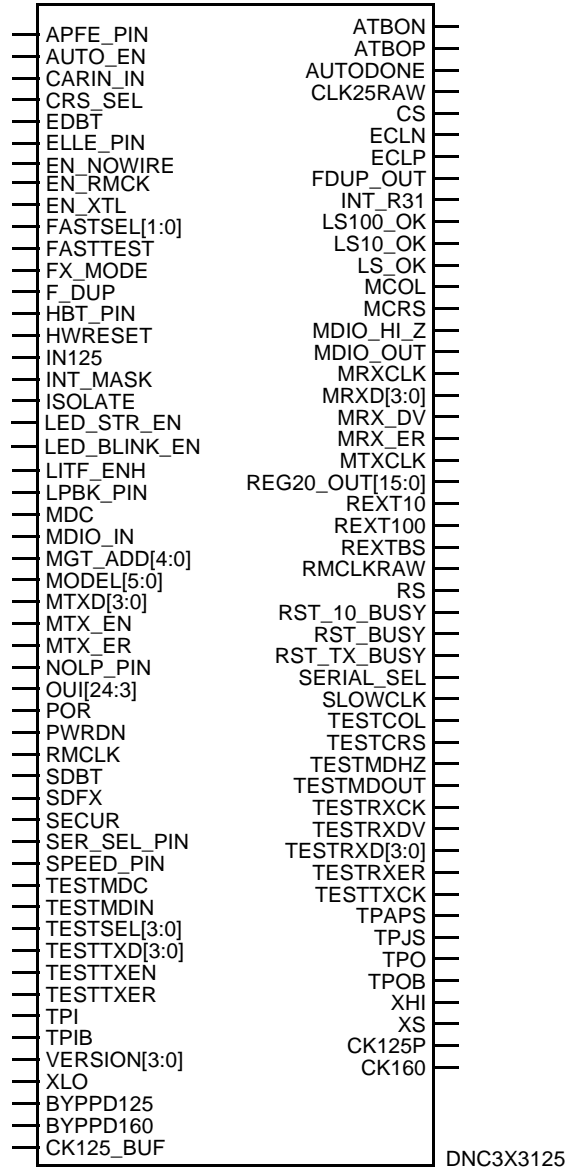 APFE_PIN
AUTO_EN
CARIN_IN
CRS_SEL
EDBT
ELLE_PIN
EN_NOWIRE
EN_RMCK
EN_XTL
FASTSEL[1:0]
FASTTEST
FX_MODE
F_DUP
HBT_PIN
HWRESET
IN125
INT_MASK
ISOLATE
LED_STR_EN
LED_BLINK_EN
LITF_ENH
LPBK_PIN
MDC
MDIO_IN
MGT_ADD[4:0]
MODEL[5:0]
MTXD[3:0]
MTX_EN
MTX_ER
NOLP_PIN
OUI[24:3]
POR
PWRDN
RMCLK
SDBT
SDFX
SECUR
SER_SEL_PIN
SPEED_PIN
TESTMDC
TESTMDIN
TESTSEL[3:0]
TESTTXD[3:0]
TESTTXEN
TESTTXER
TPI
TPIB
VERSION[3:0]
XLO
BYPPD125
BYPPD160
CK125_BUF
ATBON
ATBOP
AUTODONE
CLK25RAW
CS
ECLN
ECLP
FDUP_OUT
INT_R31
LS100_OK
LS10_OK
LS_OK
MCOL
MCRS
MDIO_HI_Z
MDIO_OUT
MRXCLK
MRXD[3:0]
MRX_DV
MRX_ER
MTXCLK
REG20_OUT[15:0]
REXT10
REXT100
REXTBS
RMCLKRAW
RS
RST_10_BUSY
RST_BUSY
RST_TX_BUSY
SERIAL_SEL
SLOWCLK
TESTCOL
TESTCRS
TESTMDHZ
TESTMDOUT
TESTRXCK
TESTRXDV
TESTRXD[3:0]
TESTRXER
TESTTXCK
TPAPS
TPJS
TPO
TPOB
XHI
XS
CK125P
CK160
DNC3X3125